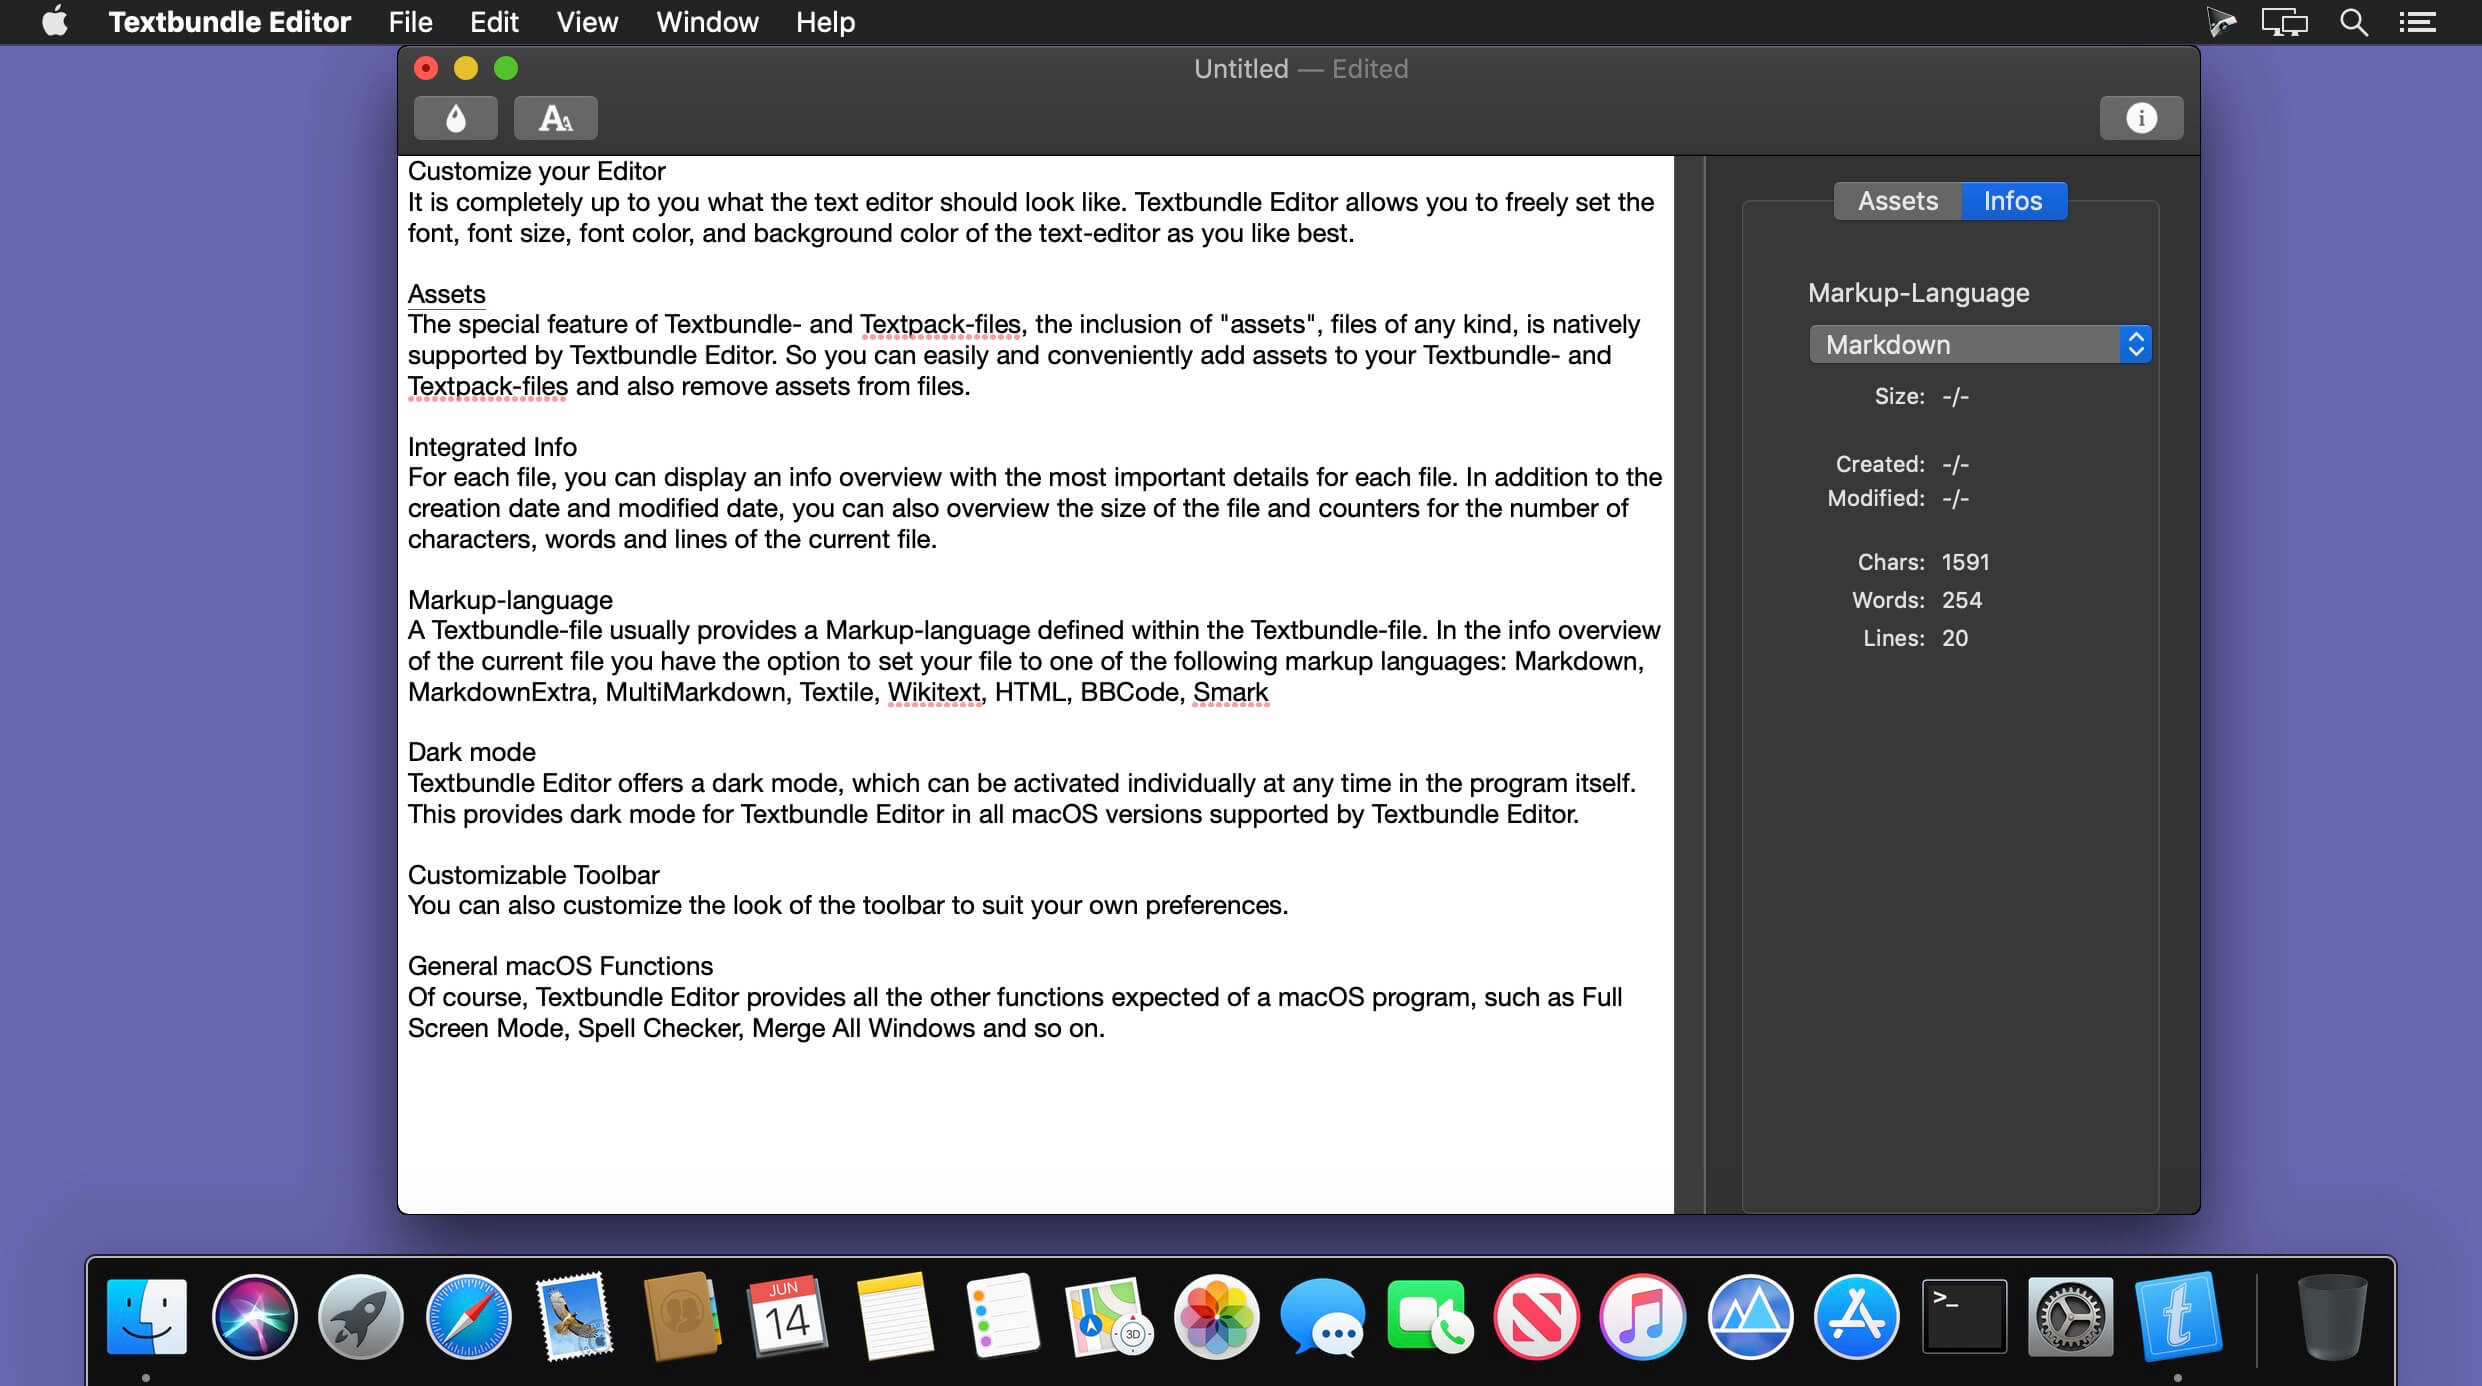 Textbundle Editor File Edit View Window Help
Untitled — Edited
Customize your Editor
It is completely up to you what the text editor should look like. Textbundle Editor allows you to freely set the
font, font size, font color, and background color of the text-editor as you like best.
Assets
The special feature of Textbundle- and Textpack-files, the inclusion of "assets", files of any kind, is natively
supported by Textbundle Editor. So you can easily and conveniently add assets to your Textbundle- and
Textpack-files and also remove assets from files.
Integrated Info
For each file, you can display an info overview with the most important details for each file. In addition to the
creation date and modified date, you can also overview the size of the file and counters for the number of
characters, words and lines of the current file.
Markup-language
A Textbundle-file usually provides a Markup-language defined within the Textbundle-file. In the info overview
of the current file you have the option to set your file to one of the following markup languages: Markdown,
MarkdownExtra, MultiMarkdown, Textile, Wikitext, HTML, BBCode, Smark
Dark mode
Textbundle Editor offers a dark mode, which can be activated individually at any time in the program itself.
This provides dark mode for Textbundle Editor in all macOS versions supported by Textbundle Editor.
Customizable Toolbar
You can also customize the look of the toolbar to suit your own preferences.
General macOS Functions
Of course, Textbundle Editor provides all the other functions expected of a macOS program, such as Full
Screen Mode, Spell Checker, Merge All Windows and so on.
Assets Infos
Markup-Language
Markdown
Size: -/-
Created: -/-
Modified: -/-
Chars: 1591
Words: 254
Lines: 20
JUN
14
3D
>_
t